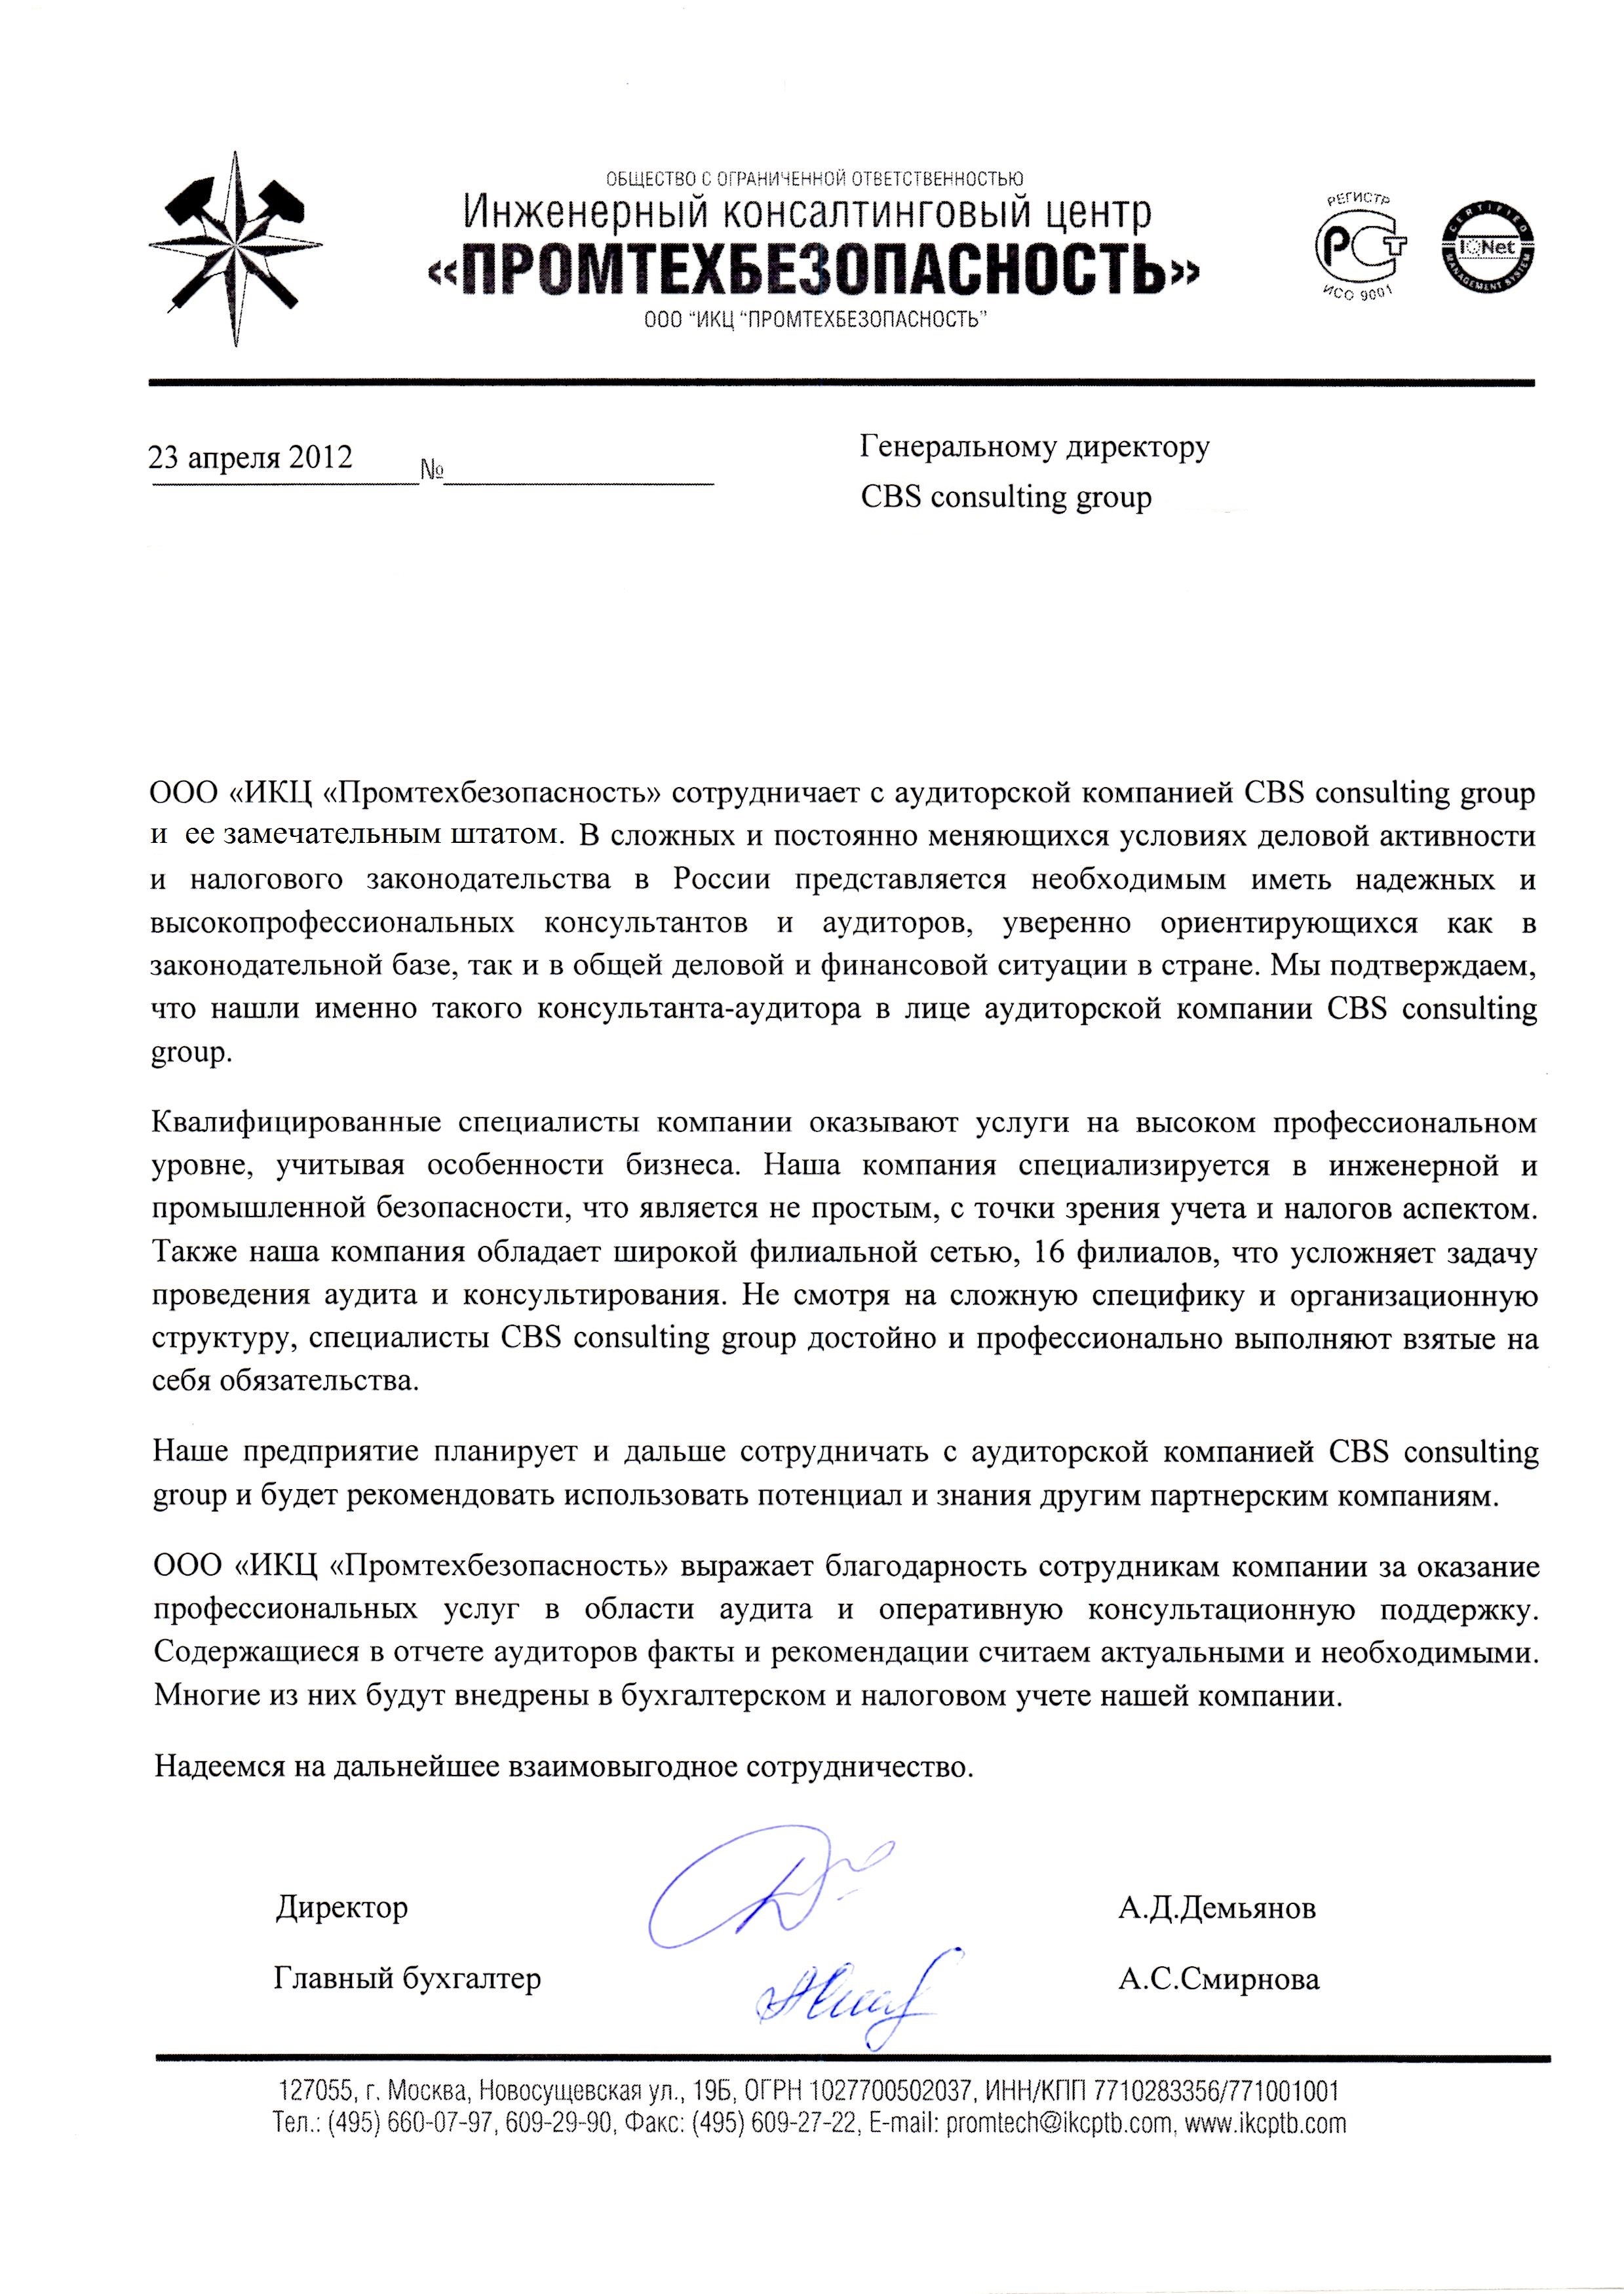 ОБЩЕСТВО С ОГРАНИЧЕННОЙ ОТВЕТСТВЕННОСТЬЮ
Инженерный консалтинговый центр
«ПРОМТЕХБЕЗОПАСНОСТЬ»
ООО "ИКЦ "ПРОМТЕХБЕЗОПАСНОСТЬ"
РЕГИСТР
РСТ
ИСО 9001
CERTIFIED
IQNet
MANAGEMENT SYSTEM
23 апреля 2012 №
Генеральному директору
CBS consulting group
ООО «ИКЦ «Промтехбезопасность» сотрудничает с аудиторской компанией CBS consulting group
и ее замечательным штатом. В сложных и постоянно меняющихся условиях деловой активности
и налогового законодательства в России представляется необходимым иметь надежных и
высокопрофессиональных консультантов и аудиторов, уверенно ориентирующихся как в
законодательной базе, так и в общей деловой и финансовой ситуации в стране. Мы подтверждаем,
что нашли именно такого консультанта-аудитора в лице аудиторской компании CBS consulting
group.
Квалифицированные специалисты компании оказывают услуги на высоком профессиональном
уровне, учитывая особенности бизнеса. Наша компания специализируется в инженерной и
промышленной безопасности, что является не простым, с точки зрения учета и налогов аспектом.
Также наша компания обладает широкой филиальной сетью, 16 филиалов, что усложняет задачу
проведения аудита и консультирования. Не смотря на сложную специфику и организационную
структуру, специалисты CBS consulting group достойно и профессионально выполняют взятые на
себя обязательства.
Наше предприятие планирует и дальше сотрудничать с аудиторской компанией CBS consulting
group и будет рекомендовать использовать потенциал и знания другим партнерским компаниям.
ООО «ИКЦ «Промтехбезопасность» выражает благодарность сотрудникам компании за оказание
профессиональных услуг в области аудита и оперативную консультационную поддержку.
Содержащиеся в отчете аудиторов факты и рекомендации считаем актуальными и необходимыми.
Многие из них будут внедрены в бухгалтерском и налоговом учете нашей компании.
Надеемся на дальнейшее взаимовыгодное сотрудничество.
Директор А.Д.Демьянов
Главный бухгалтер А.С.Смирнова
127055, г. Москва, Новосущевская ул., 19Б, ОГРН 1027700502037, ИНН/КПП 7710283356/771001001
Тел.: (495) 660-07-97, 609-29-90, Факс: (495) 609-27-22, E-mail: promtech@ikcptb.com, www.ikcptb.com